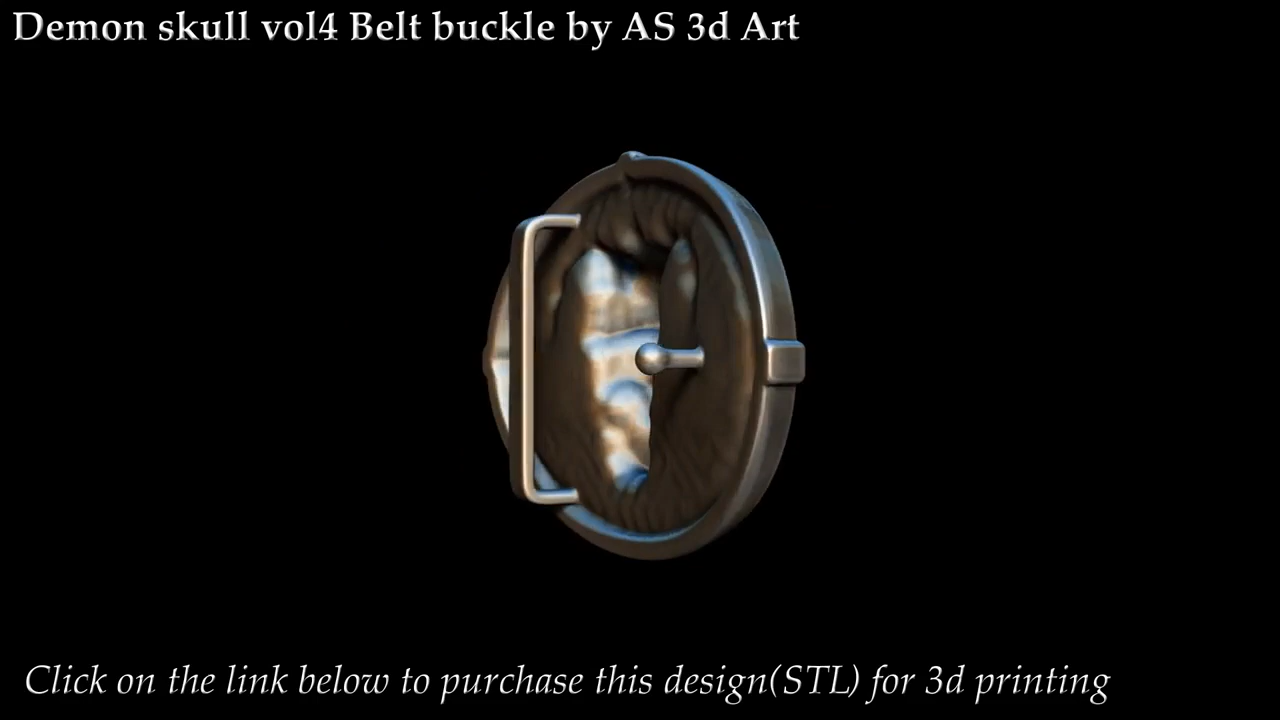 Demon skull vol4 Belt buckle by AS 3d Art
Click on the link below to purchase this design(STL) for 3d printing